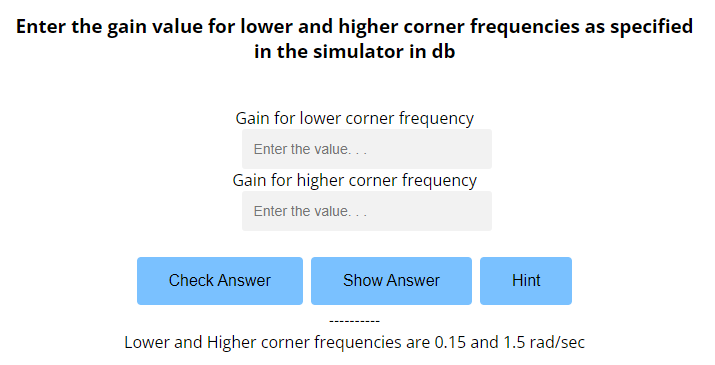 Enter the gain value for lower and higher corner frequencies as specified
in the simulator in db
Gain for lower corner frequency
Enter the value. . .
Gain for higher corner frequency
Enter the value. . .
Check Answer
Show Answer
Hint
----------
Lower and Higher corner frequencies are 0.15 and 1.5 rad/sec